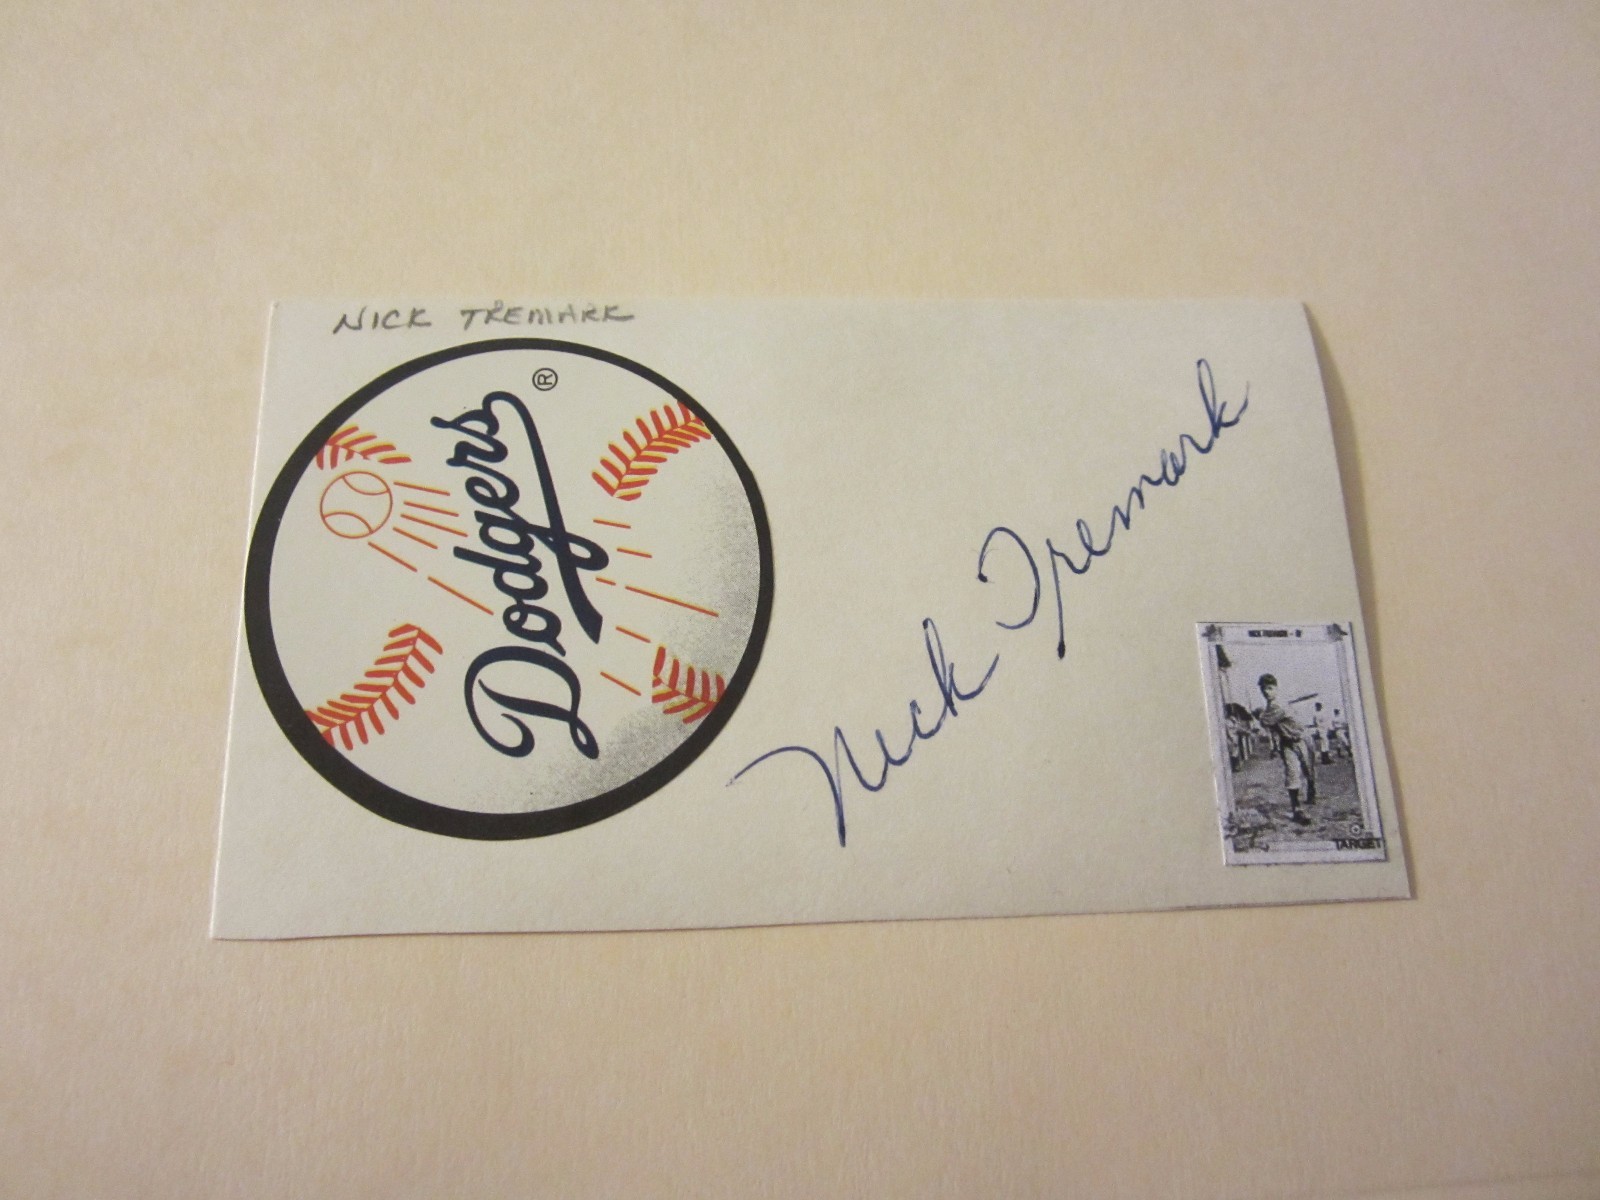 NICK TREMARK
Dodgers ®
Nick Tremark
TARGET